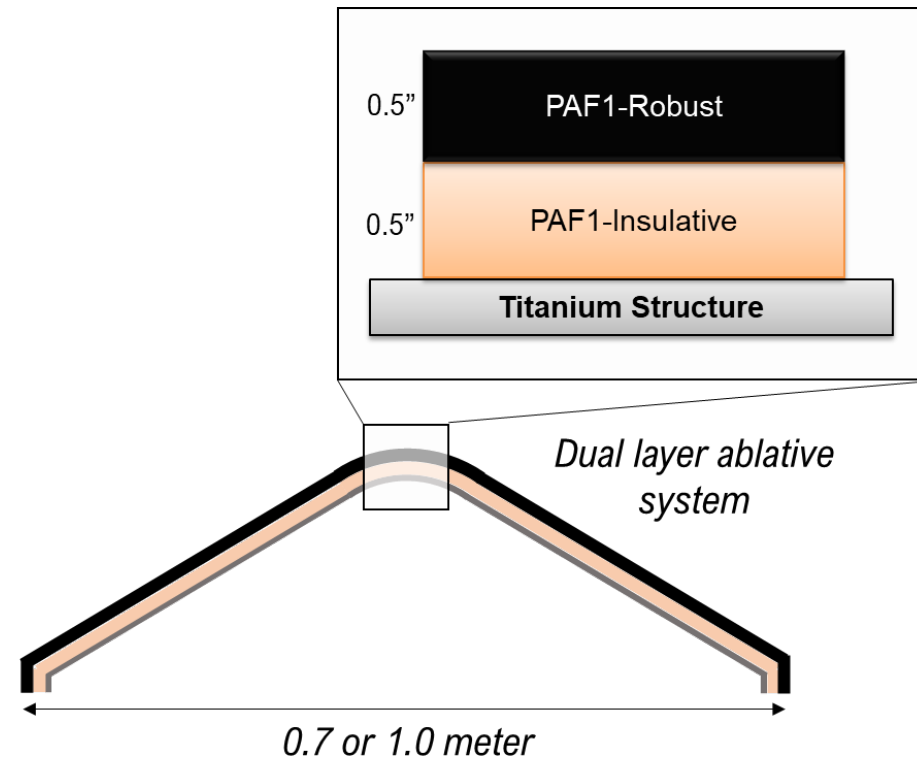 0.5”
PAF1-Robust
0.5”
PAF1-Insulative
Titanium Structure
Dual layer ablative
system
0.7 or 1.0 meter